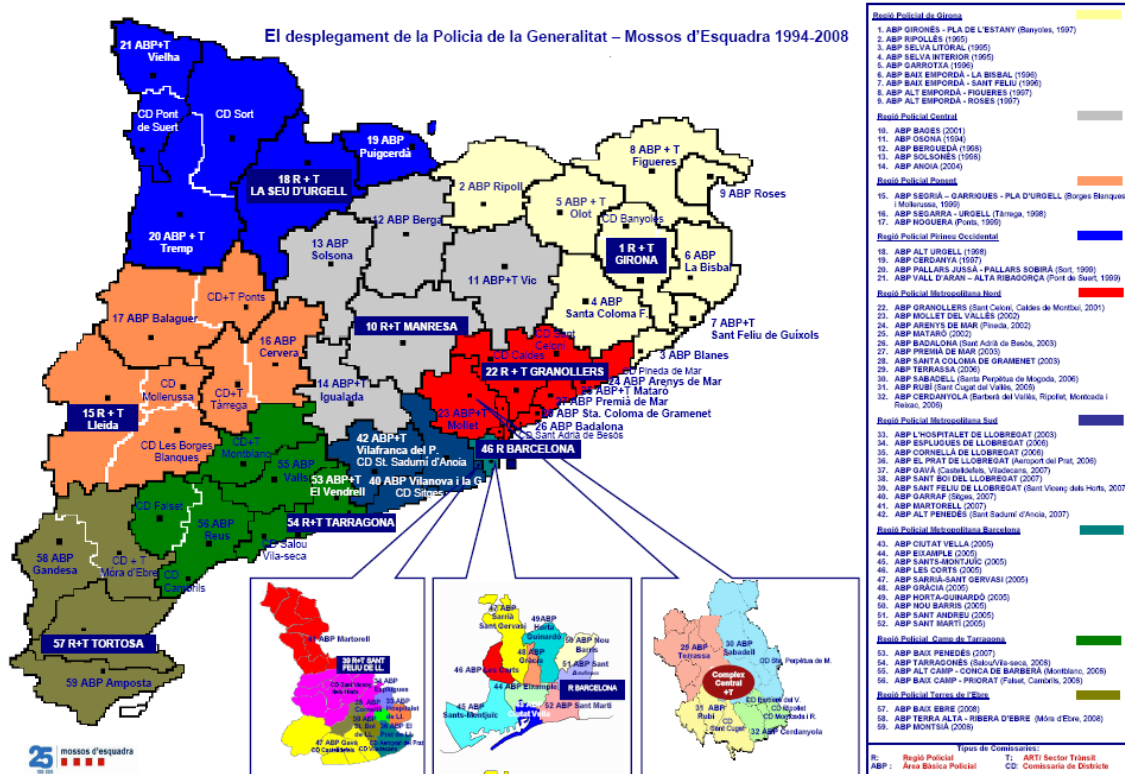 El desplegament de la Policia de la Generalitat – Mossos d'Esquadra 1994-2008
21 ABP+T
Vielha
CD Pont
de Suert
CD Sort
19 ABP
Puigcerdà
18 R + T
LA SEU D'URGELL
20 ABP + T
Tremp
2 ABP Ripoll
8 ABP + T
Figueres
9 ABP Roses
5 ABP + T
Olot
CD Banyoles
1 R + T
GIRONA
6 ABP
La Bisbal
12 ABP Berga
13 ABP
Solsona
11 ABP+T Vic
4 ABP
Santa Coloma F.
7 ABP+T
Sant Feliu de Guíxols
3 ABP Blanes
10 R+T MANRESA
CD+T Ponts
17 ABP Balaguer
16 ABP
Cervera
CD
Mollerussa
CD+T
Tàrrega
15 R + T
Lleida
CD Les Borges
Blanques
14 ABP+T
Igualada
CD Sant
Celoni
CD Caldes
22 R + T GRANOLLERS
CD Pineda de Mar
24 ABP Arenys de Mar
ABP+T Mataro
ABP Premià de Mar
ABP Sta. Coloma de Gramenet
26 ABP Badalona
CD Sant Adrià de Besòs
23 ABP+T
Mollet
46 R BARCELONA
42 ABP+T
Vilafranca del P.
CD St. Sadurní d'Anoia
40 ABP Vilanova i la G
CD Sitges
CD+T
Montblanc
55 ABP
Valls
53 ABP+T
El Vendrell
54 R+T TARRAGONA
CD Falset
56 ABP
Reus
CD Salou
Vila-seca
CD
Cambrils
58 ABP
Gandesa
CD + T
Móra d'Ebre
57 R+T TORTOSA
59 ABP Amposta
ABP Martorell
39 R+T SANT
FELIU DE LL.
47 ABP Gavà
47 ABP
Sarrià
Sant Gervasi
49ABP
Horta
Guinardó
50 ABP Nou
Barris
48 ABP
Gràcia
51 ABP Sant
Andreu
46 ABP Les Corts
44 ABP Eixample
R BARCELONA
45 ABP
Sants-Montjuïc
52 ABP Sant Martí
29 ABP
Terrassa
30 ABP
Sabadell
CD Sta. Perpètua de M.
Complex
Central
+T
31 ABP
Rubí
CD
Sant Cugat
CD Barberà del V.
CD Ripollet
CD Montcada i R.
32 ABP Cerdanyola
25 mossos d'esquadra
Regió Policial de Girona
1. ABP GIRONÈS - PLA DE L'ESTANY (Banyoles, 1997)
2. ABP RIPOLLÈS (1995)
3. ABP SELVA LITORAL (1995)
4. ABP SELVA INTERIOR (1995)
5. ABP GARROTXA (1996)
6. ABP BAIX EMPORDÀ - LA BISBAL (1996)
7. ABP BAIX EMPORDÀ - SANT FELIU (1996)
8. ABP ALT EMPORDÀ - FIGUERES (1997)
9. ABP ALT EMPORDÀ - ROSES (1997)
Regió Policial Central
10. ABP BAGES (2001)
11. ABP OSONA (1994)
12. ABP BERGUEDÀ (1998)
13. ABP SOLSONÈS (1998)
14. ABP ANOIA (2004)
Regió Policial Ponent
15. ABP SEGRIÀ – GARRIGUES - PLA D'URGELL (Borges Blanques
i Mollerussa, 1999)
16. ABP SEGARRA - URGELL (Tàrrega, 1998)
17. ABP NOGUERA (Ponts, 1999)
Regió Policial Pirineu Occidental
18. ABP ALT URGELL (1998)
19. ABP CERDANYA (1997)
20. ABP PALLARS JUSSÀ - PALLARS SOBIRÀ (Sort, 1999)
21. ABP VALL D'ARAN – ALTA RIBAGORÇA (Pont de Suert, 1999)
Regió Policial Metropolitana Nord
22. ABP GRANOLLERS (Sant Celoni, Caldes de Montbui, 2001)
23. ABP MOLLET DEL VALLÈS (2002)
24. ABP ARENYS DE MAR (Pineda, 2002)
25. ABP MATARÓ (2002)
26. ABP BADALONA (Sant Adrià de Besòs, 2003)
27. ABP PREMIÀ DE MAR (2003)
28. ABP SANTA COLOMA DE GRAMENET (2003)
29. ABP TERRASSA (2006)
30. ABP SABADELL (Santa Perpètua de Mogoda, 2006)
31. ABP RUBÍ (Sant Cugat del Vallès, 2006)
32. ABP CERDANYOLA (Barberà del Vallès, Ripollet, Montcada i
Reixac, 2006)
Regió Policial Metropolitana Sud
33. ABP L'HOSPITALET DE LLOBREGAT (2003)
34. ABP ESPLUGUES DE LLOBREGAT (2006)
35. ABP CORNELLÀ DE LLOBREGAT (2006)
36. ABP EL PRAT DE LLOBREGAT (Aeroport del Prat, 2006)
37. ABP GAVÀ (Castelldefels, Viladecans, 2007)
38. ABP SANT BOI DEL LLOBREGAT (2007)
39. ABP SANT FELIU DE LLOBREGAT (Sant Vicenç dels Horts, 2007
40. ABP GARRAF (Sitges, 2007)
41. ABP MARTORELL (2007)
42. ABP ALT PENEDÈS (Sant Sadurní d'Anoia, 2007)
Regió Policial Metropolitana Barcelona
43. ABP CIUTAT VELLA (2005)
44. ABP EIXAMPLE (2005)
45. ABP SANTS-MONTJUÏC (2005)
46. ABP LES CORTS (2005)
47. ABP SARRIÀ-SANT GERVASI (2005)
48. ABP GRÀCIA (2005)
49. ABP HORTA-GUINARDÓ (2005)
50. ABP NOU BARRIS (2005)
51. ABP SANT ANDREU (2005)
52. ABP SANT MARTÍ (2005)
Regió Policial Camp de Tarragona
53. ABP BAIX PENEDÈS (2007)
54. ABP TARRAGONÈS (Salou/Vila-seca, 2008)
55. ABP ALT CAMP - CONCA DE BARBERÀ (Montblanc, 2008)
56. ABP BAIX CAMP - PRIORAT (Falset, Cambrils, 2008)
Regió Policial Terres de l'Ebre
57. ABP BAIX EBRE (2008)
58. ABP TERRA ALTA - RIBERA D'EBRE (Móra d'Ebre, 2008)
59. ABP MONTSIÀ (2008)
Tipus de Comissaries:
R: Regió Policial T: ART/ Sector Trànsit
ABP : Àrea Bàsica Policial CD: Comissaria de Districte